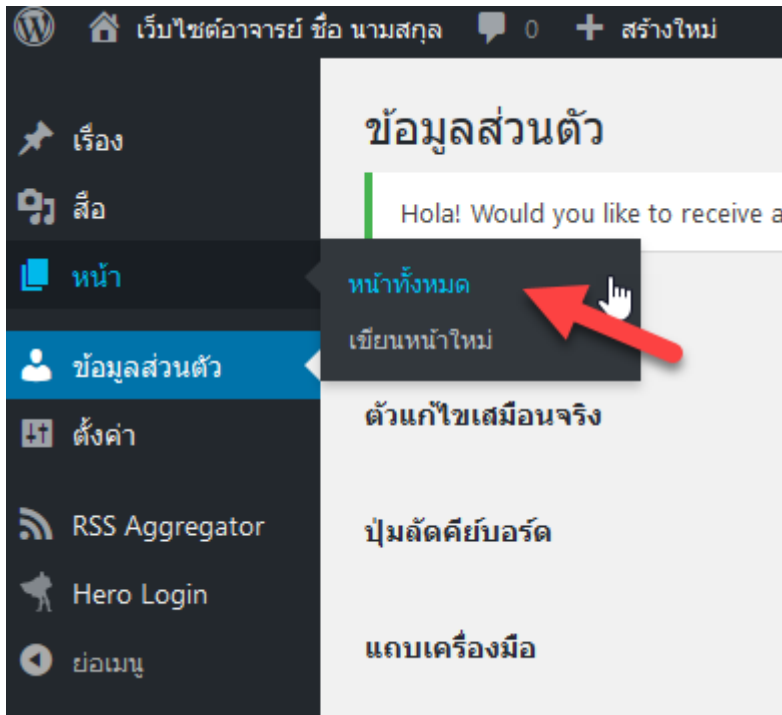 เว็บไซต์อาจารย์ ชื่อ นามสกุล 0 สร้างใหม่
เรื่อง
สื่อ
หน้า
ข้อมูลส่วนตัว
ตั้งค่า
RSS Aggregator
Hero Login
ย่อเมนู
หน้าทั้งหมด
เขียนหน้าใหม่
ข้อมูลส่วนตัว
Hola! Would you like to receive a
ตัวแก้ไขเสมือนจริง
ปุ่มลัดคีย์บอร์ด
แถบเครื่องมือ